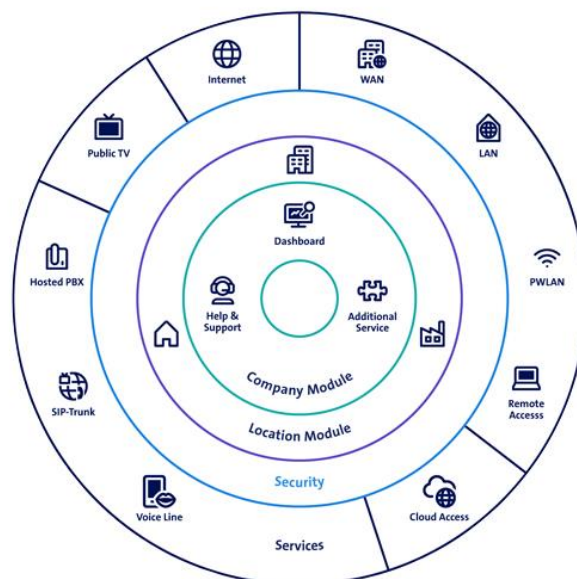 Internet
WAN
Public TV
LAN
Dashboard
Hosted PBX
PWLAN
Help &
Support
Additional
Service
Company Module
SIP-Trunk
Remote
Accesss
Location Module
Security
Voice Line
Cloud Access
Services